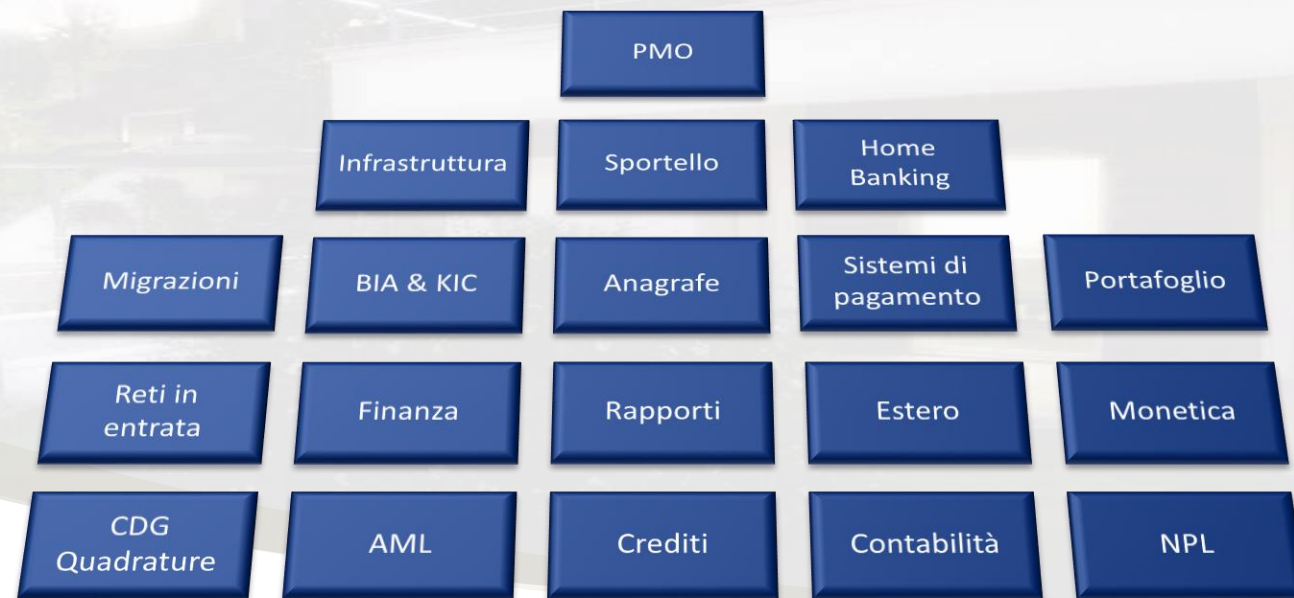 PMO
Infrastruttura
Sportello
Home
Banking
Migrazioni
BIA & KIC
Anagrafe
Sistemi di
pagamento
Portafoglio
Reti in
entrata
Finanza
Rapporti
Estero
Monetica
CDG
Quadrature
AML
Crediti
Contabilità
NPL